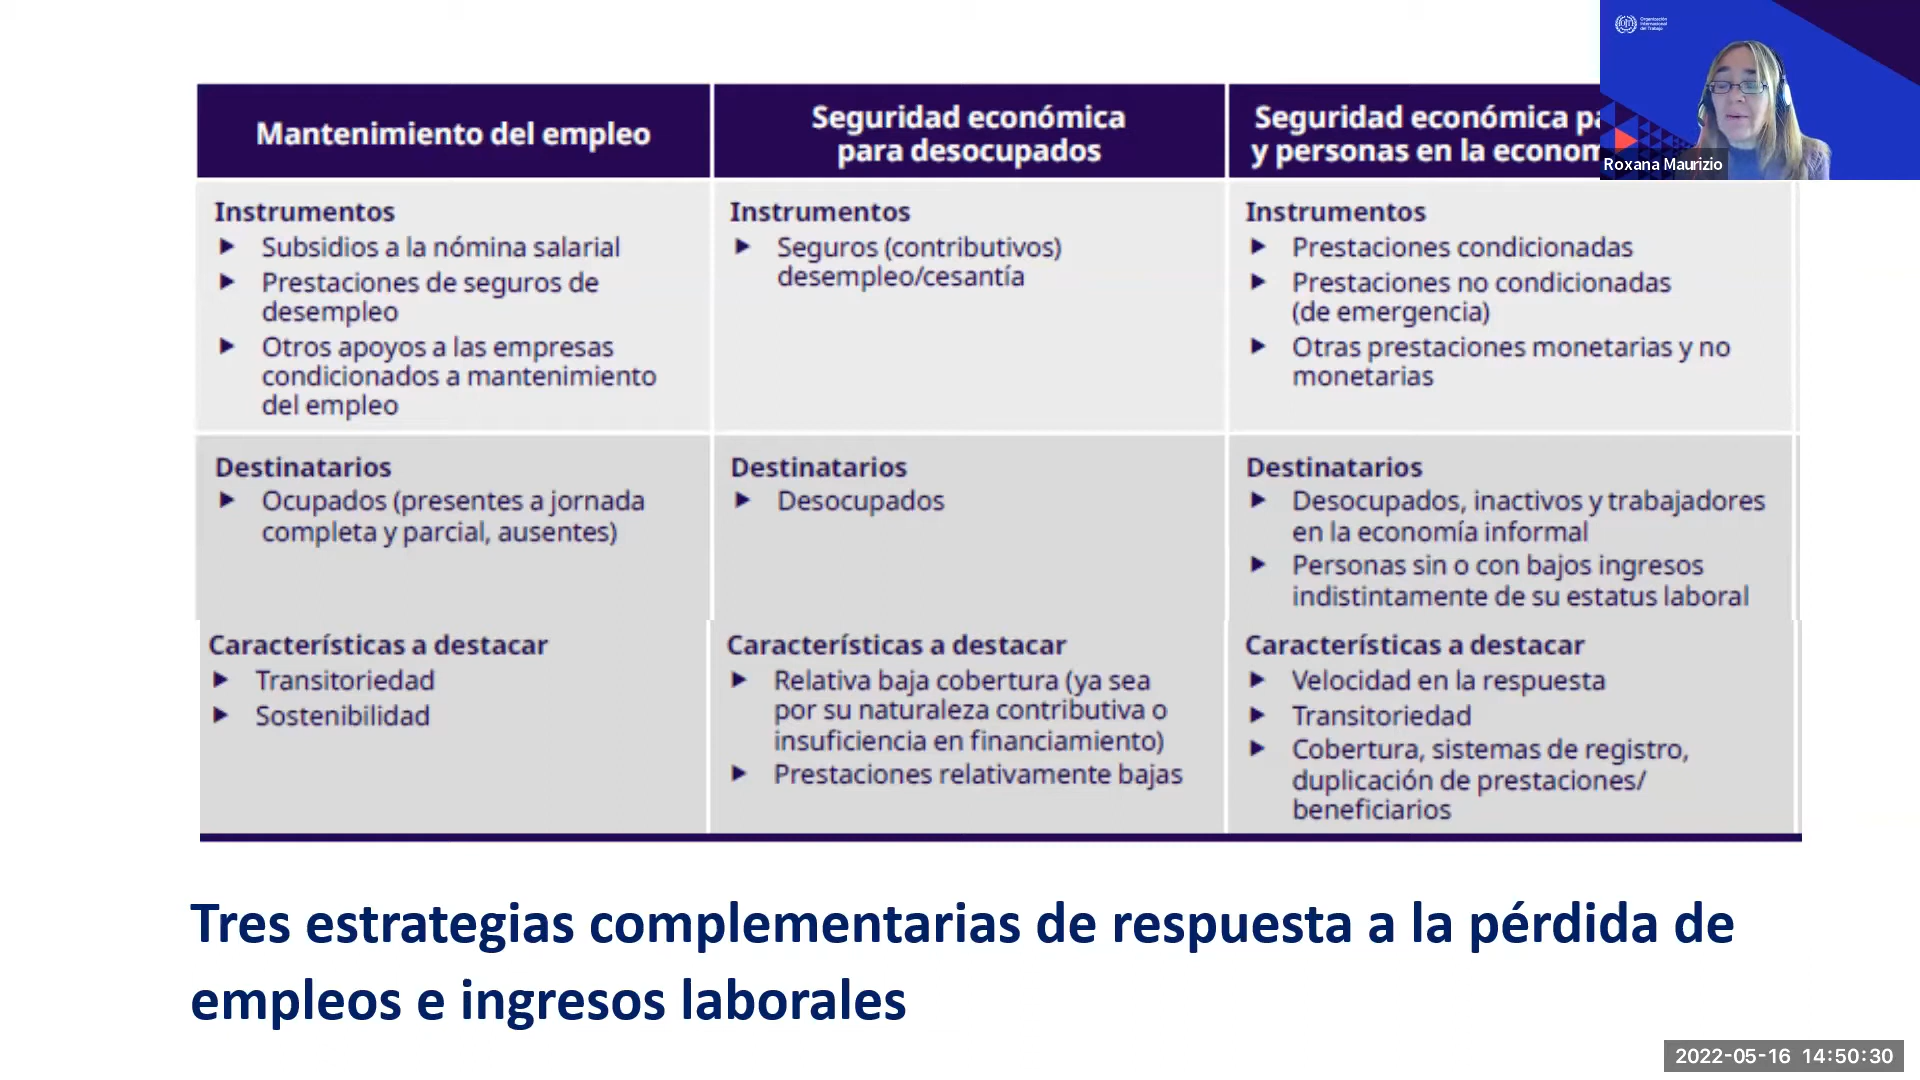 Organización
Internacional
del Trabajo
Roxana Maurizio
Mantenimiento del empleo
Seguridad económica
para desocupados
Seguridad económica
y personas en la
Instrumentos
▶ Subsidios a la nómina salarial
▶ Prestaciones de seguros de
desempleo
▶ Otros apoyos a las empresas
condicionados a mantenimiento
del empleo
Instrumentos
▶ Seguros (contributivos)
desempleo/cesantía
Instrumentos
▶ Prestaciones condicionadas
▶ Prestaciones no condicionadas
(de emergencia)
▶ Otras prestaciones monetarias y no
monetarias
Destinatarios
▶ Ocupados (presentes a jornada
completa y parcial, ausentes)
Destinatarios
▶ Desocupados
Destinatarios
▶ Desocupados, inactivos y trabajadores
en la economía informal
▶ Personas sin o con bajos ingresos
indistintamente de su estatus laboral
Características a destacar
▶ Transitoriedad
▶ Sostenibilidad
Características a destacar
▶ Relativa baja cobertura (ya sea
por su naturaleza contributiva o
insuficiencia en financiamiento)
▶ Prestaciones relativamente bajas
Características a destacar
▶ Velocidad en la respuesta
▶ Transitoriedad
▶ Cobertura, sistemas de registro,
duplicación de prestaciones/
beneficiarios
Tres estrategias complementarias de respuesta a la pérdida de
empleos e ingresos laborales
2022-05-16 14:50:30